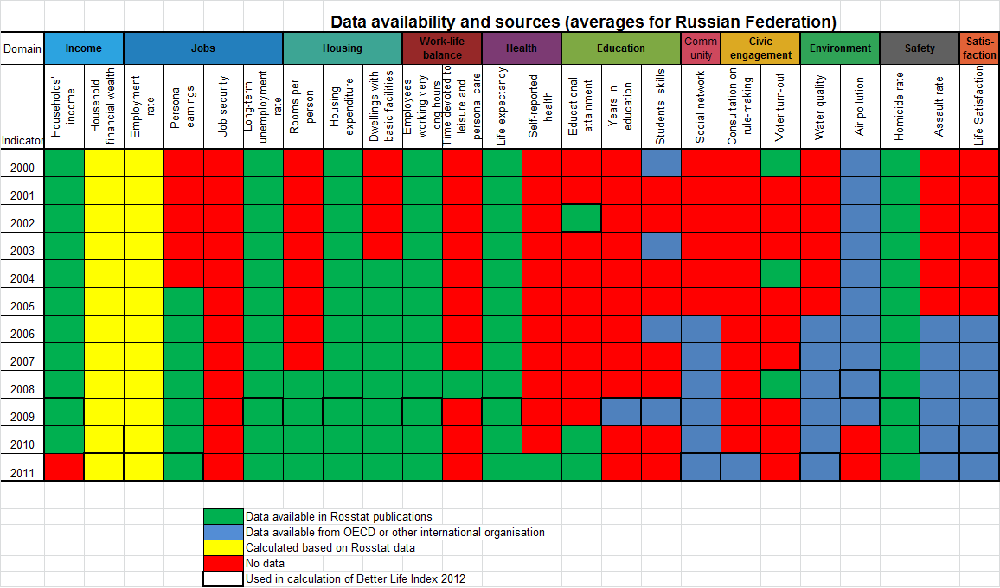 Data availability and sources (averages for Russian Federation)
Domain
Income
Jobs
Housing
Work-life
balance
Health
Education
Comm
unity
Civic
engagement
Environment
Safety
Satis-
faction
Indicator
Households'
income
Household
financial wealth
Employment
rate
Personal
earnings
Job security
Long-term
unemployment
rate
Rooms per
person
Housing
expenditure
Dwellings with
basic facilities
Employees
working very
long hours
Time devoted to
leisure and
personal care
Life expectancy
Self-reported
health
Educational
attainment
Years in
education
Students' skills
Social network
Consultation on
rule-making
Voter turn-out
Water quality
Air pollution
Homicide rate
Assault rate
Life Satisfaction
2000
2001
2002
2003
2004
2005
2006
2007
2008
2009
2010
2011
Data available in Rosstat publications
Data available from OECD or other international organisation
Calculated based on Rosstat data
No data
Used in calculation of Better Life Index 2012